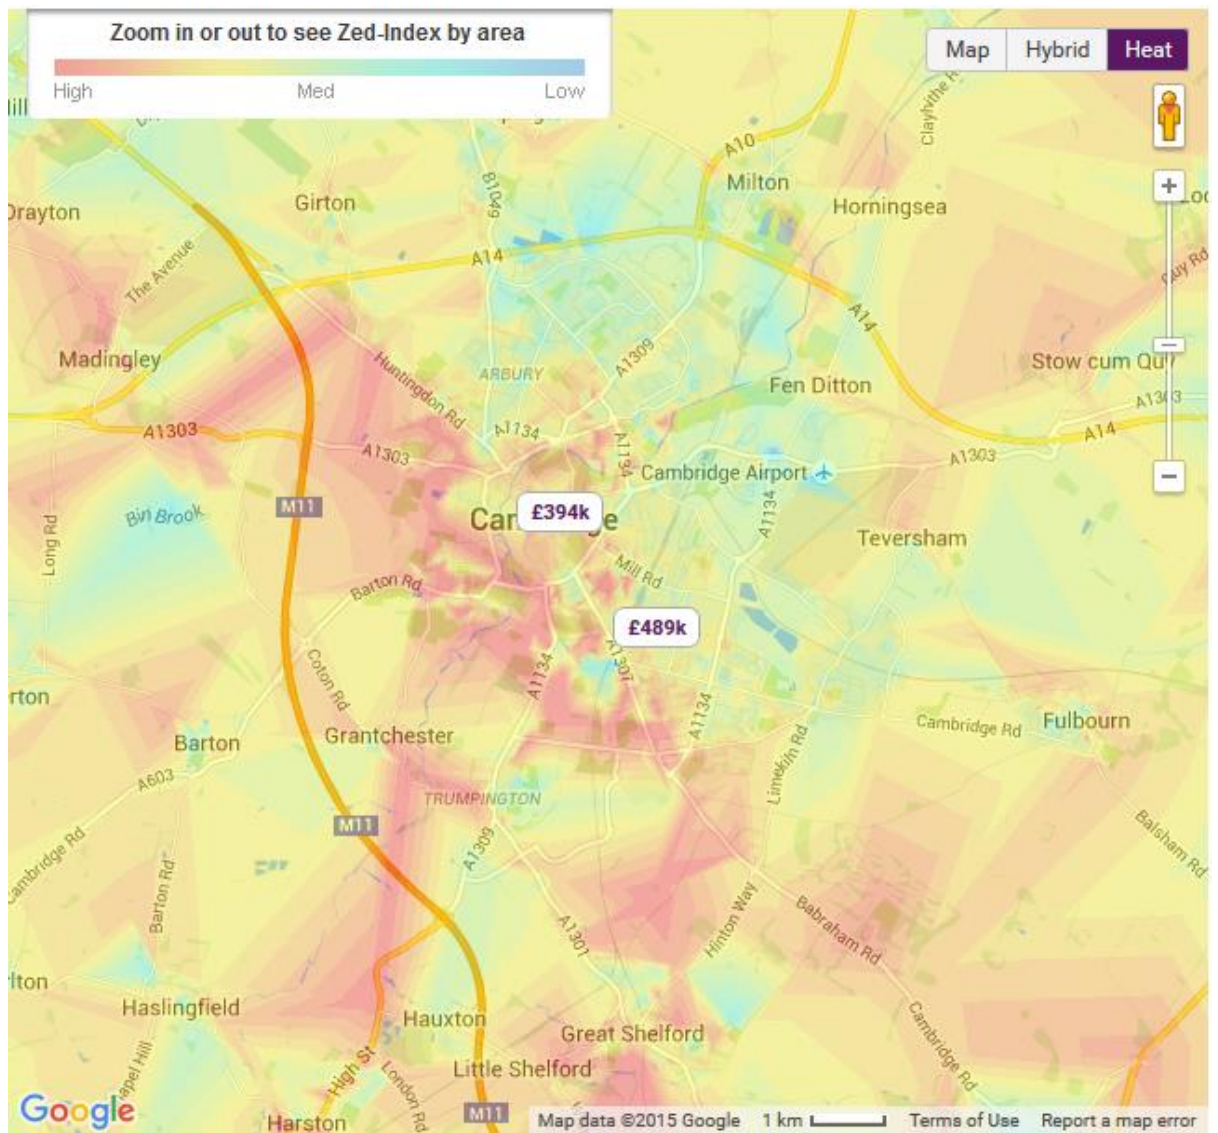 Zoom in or out to see Zed-Index by area
High Med Low
Map Hybrid Heat
A10
Milton
B1049
Girton
Horningsea
Drayton
The Avenue
A14
Quy Rd
A14
Madingley
Huntingdon Rd
ARBURY
A1309
Fen Ditton
Stow cum Quy
A1303
A14
A1303
A1134
A1303
A1134
Cambridge Airport
A1303
M11
Bin Brook
£394k
A1134
Long Rd
Teversham
Mill Rd
Barton Rd
£489k
A1307
A1134
Coton Rd
A1134
Barton
Grantchester
Limekiln Rd
Cambridge Rd
Fulbourn
A603
TRUMPINGTON
M11
A1309
Balsham Rd
Cambridge Rd
Barton Rd
Hinton Way
Babraham Rd
A1301
Haslingfield
Hauxton
Great Shelford
Cambridge Rd
Little Shelford
High St
London Rd
Google
Harston
M11
Map data ©2015 Google 1 km Terms of Use Report a map error